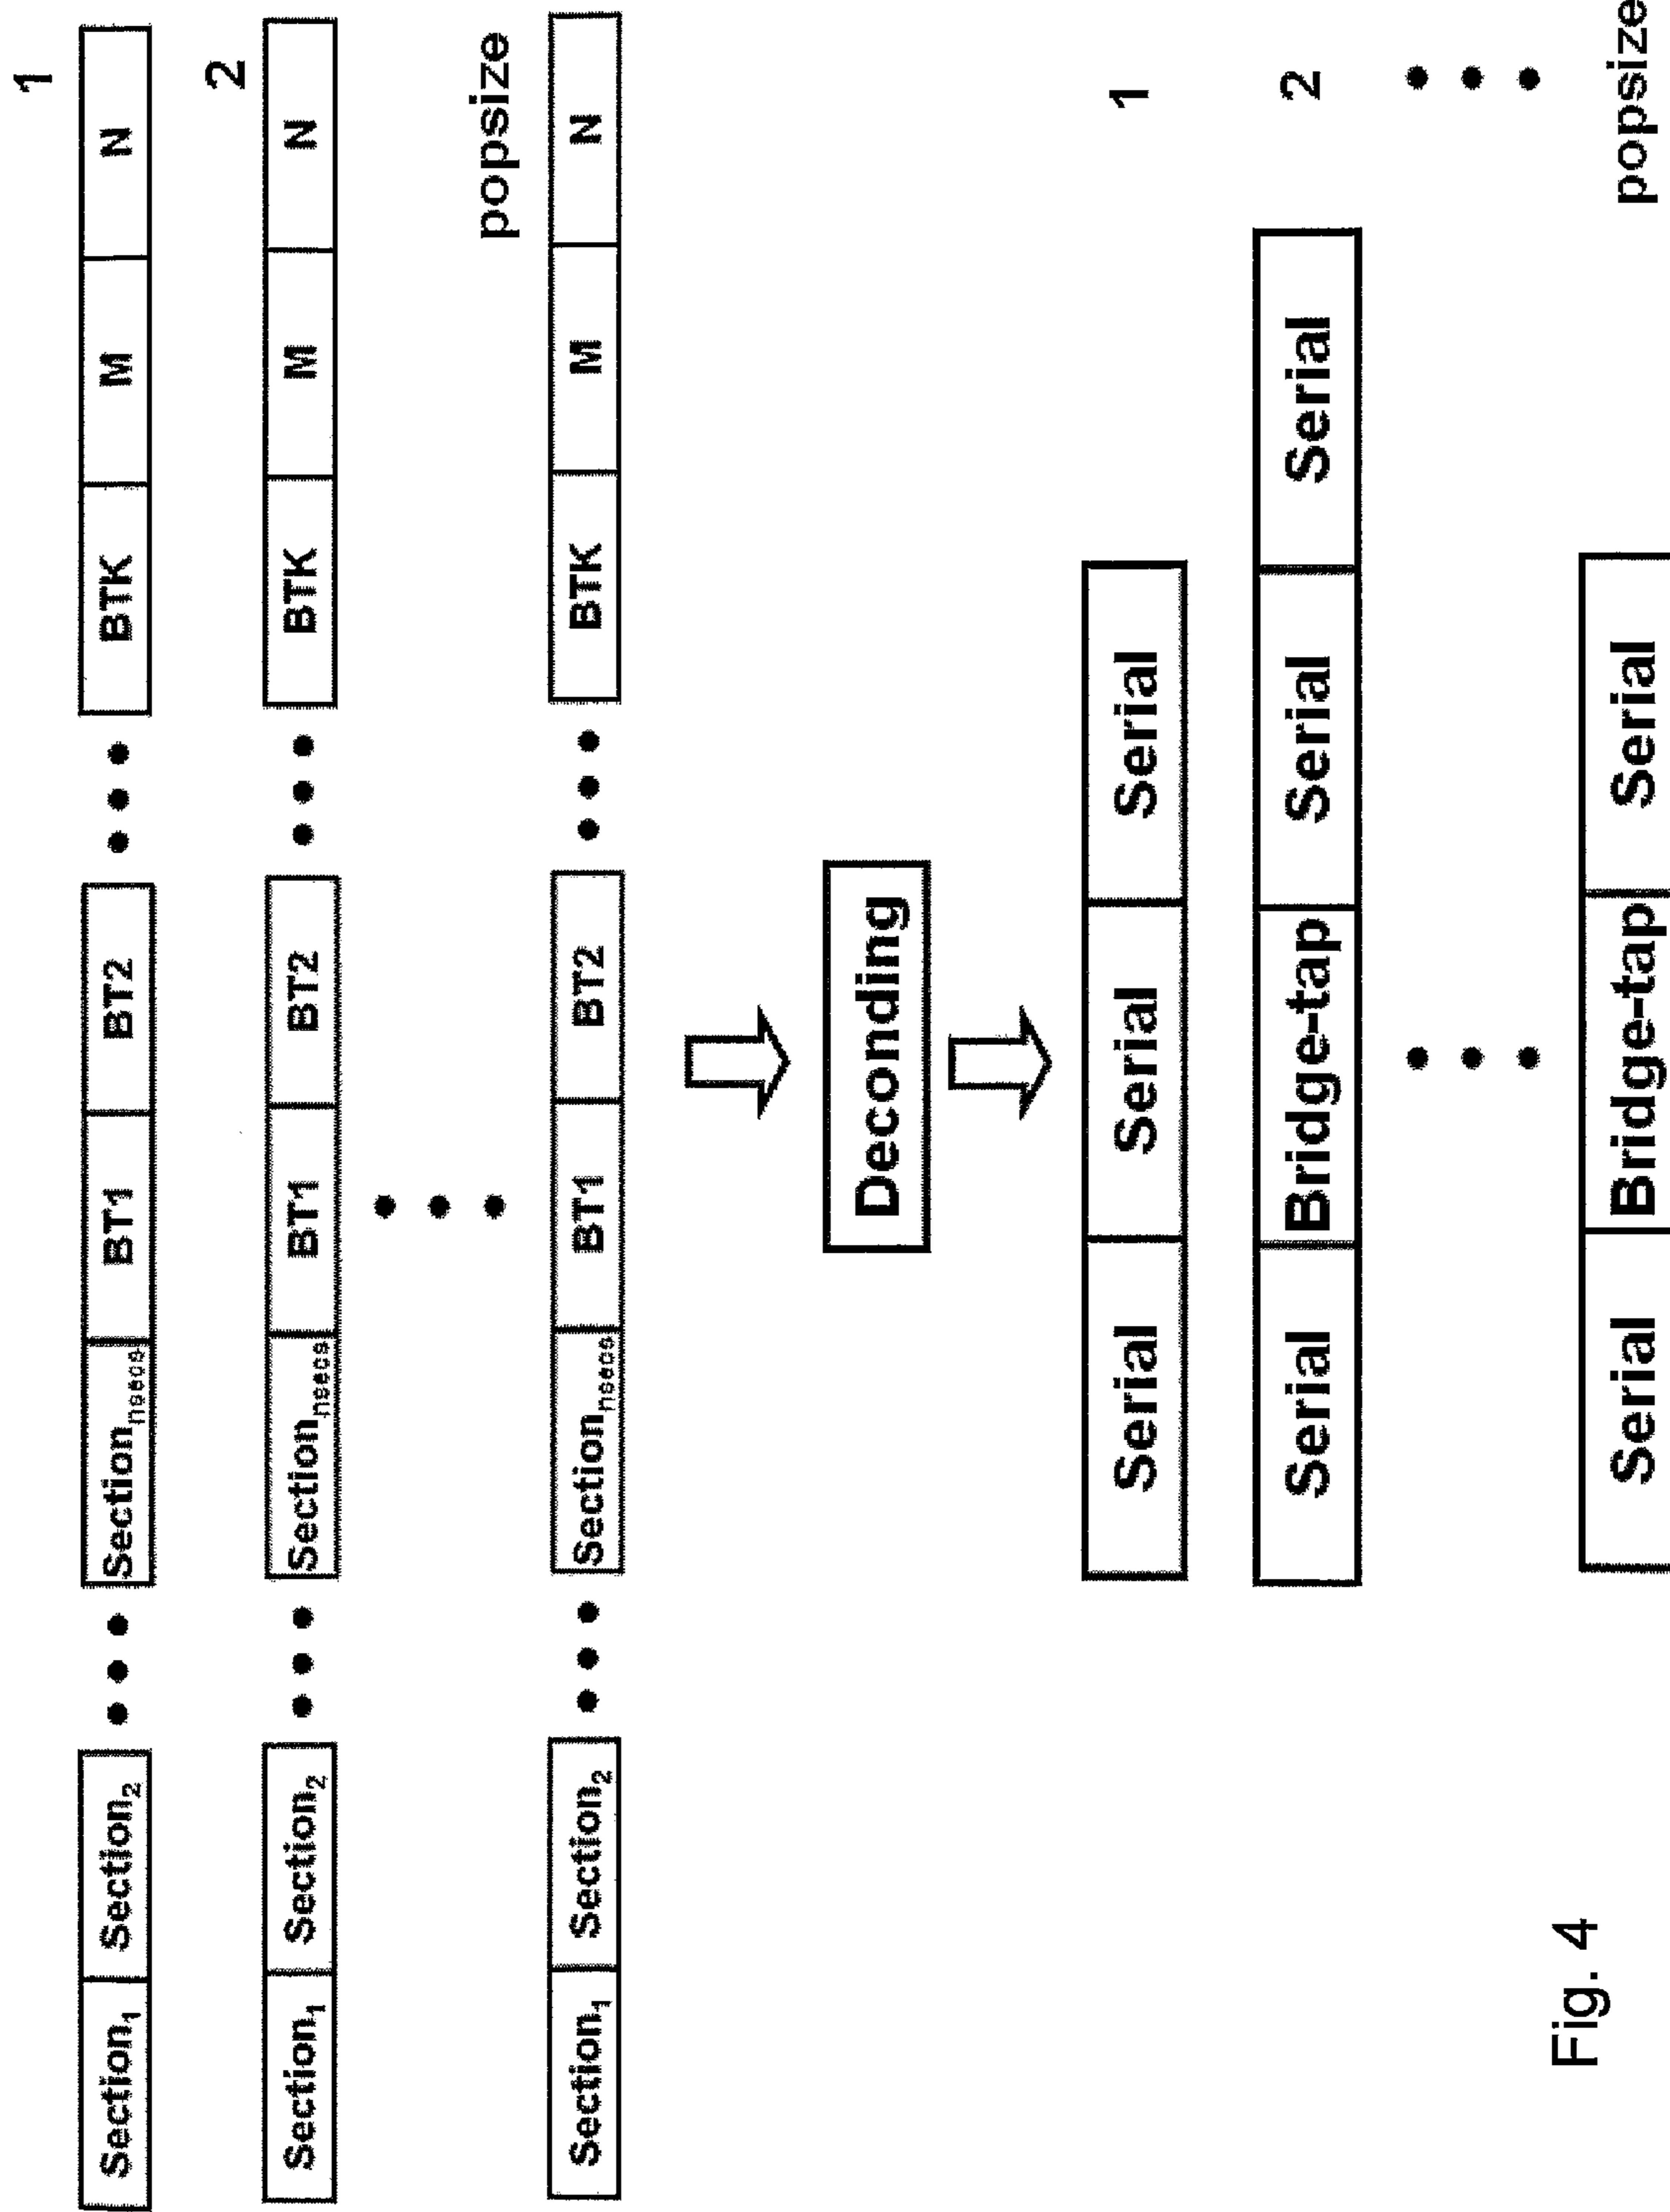 1
Section1 Section2 • • • Sectionnsecs BT1 BT2 • • • BTK M N
2
Section1 Section2 • • • Sectionnsecs BT1 BT2 • • • BTK M N
• • •
popsize
Section1 Section2 • • • Sectionnsecs BT1 BT2 • • • BTK M N
Deconding
Serial Serial Serial 1
Serial Bridge-tap Serial Serial 2
• • • • • •
Serial Bridge-tap Serial popsize
Fig. 4